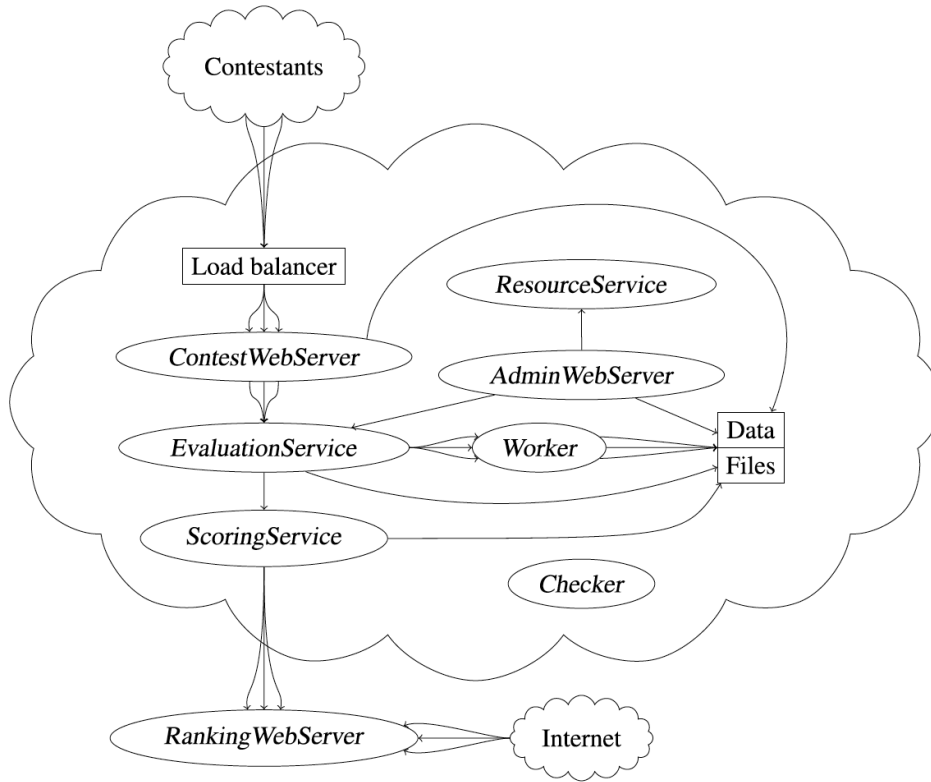 Contestants
Load balancer
ResourceService
ContestWebServer
AdminWebServer
Data
EvaluationService
Worker
Files
ScoringService
Checker
RankingWebServer
Internet